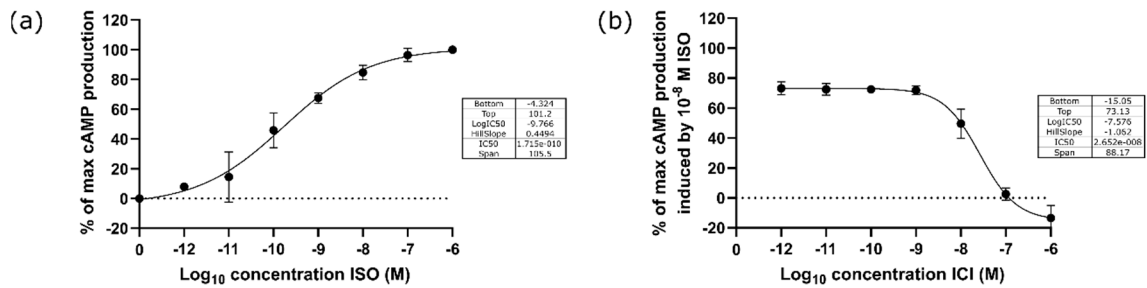 (a)
% of max cAMP production
120
100
80
60
40
20
0
-20
0 -12 -11 -10 -9 -8 -7 -6
Log10 concentration ISO (M)
Bottom -4.324
Top 101.2
LogIC50 -9.766
HillSlope 0.4494
IC50 1.715e-010
Span 105.5
(b)
% of max cAMP production
induced by 10-8 M ISO
120
100
80
60
40
20
0
-20
0 -12 -11 -10 -9 -8 -7 -6
Log10 concentration ICI (M)
Bottom -15.05
Top 73.13
LogIC50 -7.576
HillSlope -1.062
IC50 2.652e-008
Span 88.17